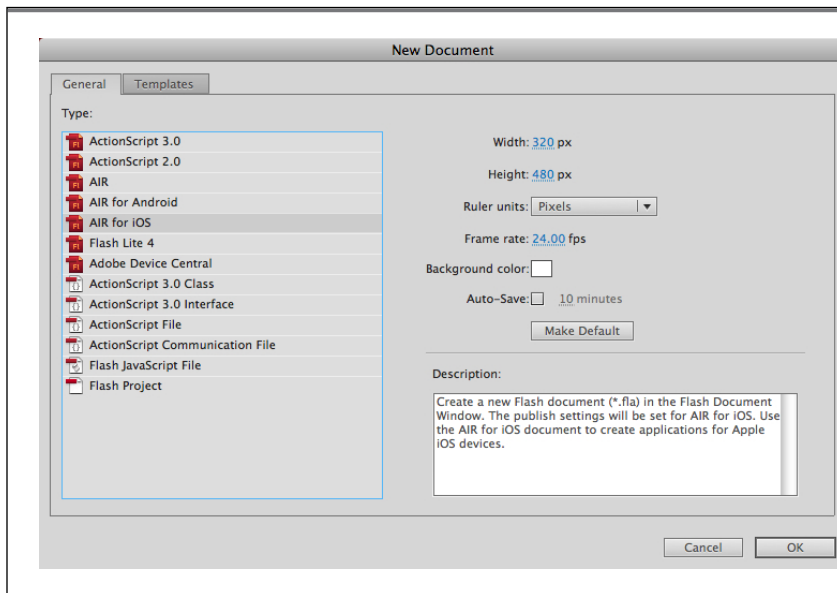 New Document
General
Templates
Type:
ActionScript 3.0
ActionScript 2.0
AIR
AIR for Android
AIR for iOS
Flash Lite 4
Adobe Device Central
ActionScript 3.0 Class
ActionScript 3.0 Interface
ActionScript File
ActionScript Communication File
Flash JavaScript File
Flash Project
Width: 320 px
Height: 480 px
Ruler units: Pixels
Frame rate: 24.00 fps
Background color:
Auto-Save: 10 minutes
Make Default
Description:
Create a new Flash document (*.fla) in the Flash Document
Window. The publish settings will be set for AIR for iOS. Use
the AIR for iOS document to create applications for Apple
iOS devices.
Cancel
OK